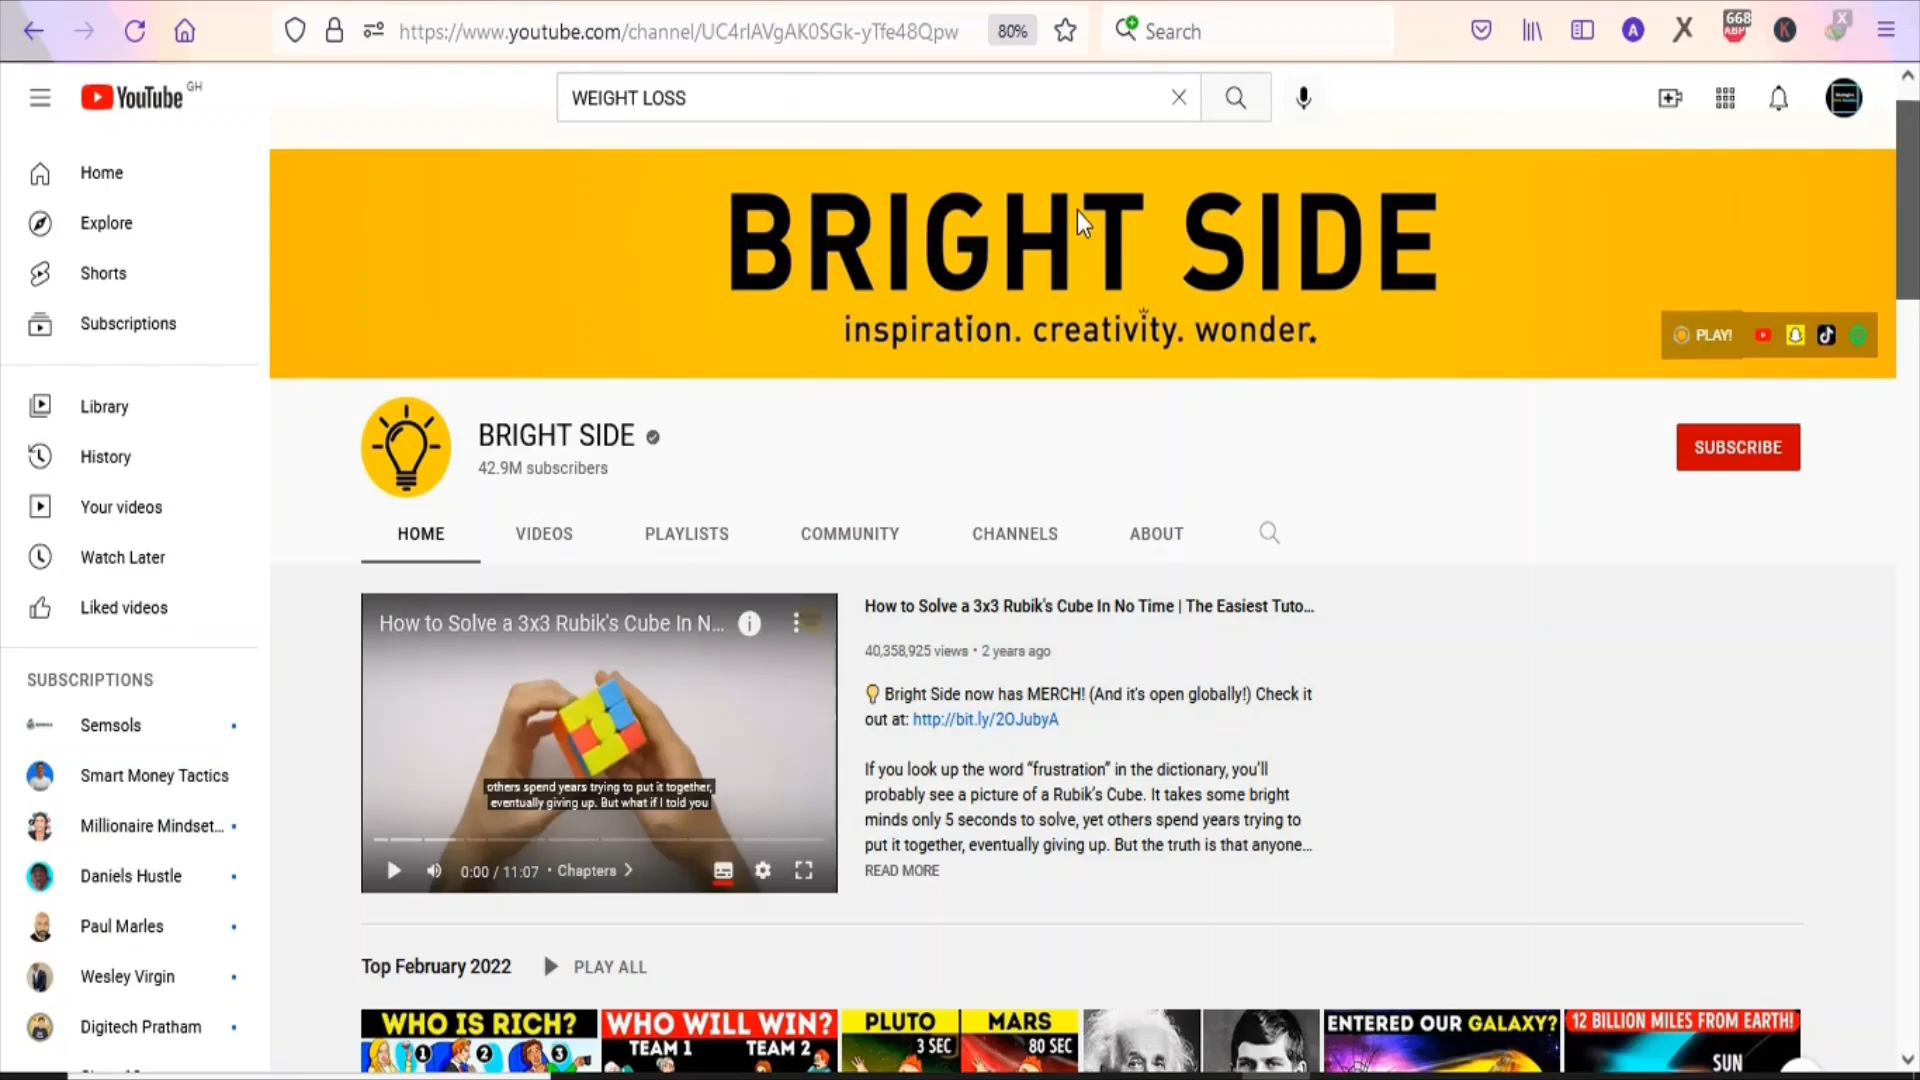 https://www.youtube.com/channel/UC4rlAVgAK0SGk-yTfe48Qpw
80%
Search
668
ABP
YouTube GH
WEIGHT LOSS
Home
Explore
Shorts
Subscriptions
Library
History
Your videos
Watch Later
Liked videos
SUBSCRIPTIONS
Semsols
Smart Money Tactics
Millionaire Mindset...
Daniels Hustle
Paul Marles
Wesley Virgin
Digitech Pratham
BRIGHT SIDE
inspiration. creativity. wonder.
PLAY!
BRIGHT SIDE
42.9M subscribers
SUBSCRIBE
HOME
VIDEOS
PLAYLISTS
COMMUNITY
CHANNELS
ABOUT
How to Solve a 3x3 Rubik's Cube In N...
others spend years trying to put it together,
eventually giving up. But what if I told you
0:00 / 11:07 • Chapters
How to Solve a 3x3 Rubik's Cube In No Time | The Easiest Tuto...
40,358,925 views • 2 years ago
Bright Side now has MERCH! (And it's open globally!) Check it
out at: http://bit.ly/2OJubyA
If you look up the word “frustration” in the dictionary, you’ll
probably see a picture of a Rubik’s Cube. It takes some bright
minds only 5 seconds to solve, yet others spend years trying to
put it together, eventually giving up. But the truth is that anyone...
READ MORE
Top February 2022
PLAY ALL
WHO IS RICH?
1 2 3
WHO WILL WIN?
TEAM 1 TEAM 2
PLUTO
3 SEC
MARS
80 SEC
ENTERED OUR GALAXY?
12 BILLION MILES FROM EARTH!
SUN